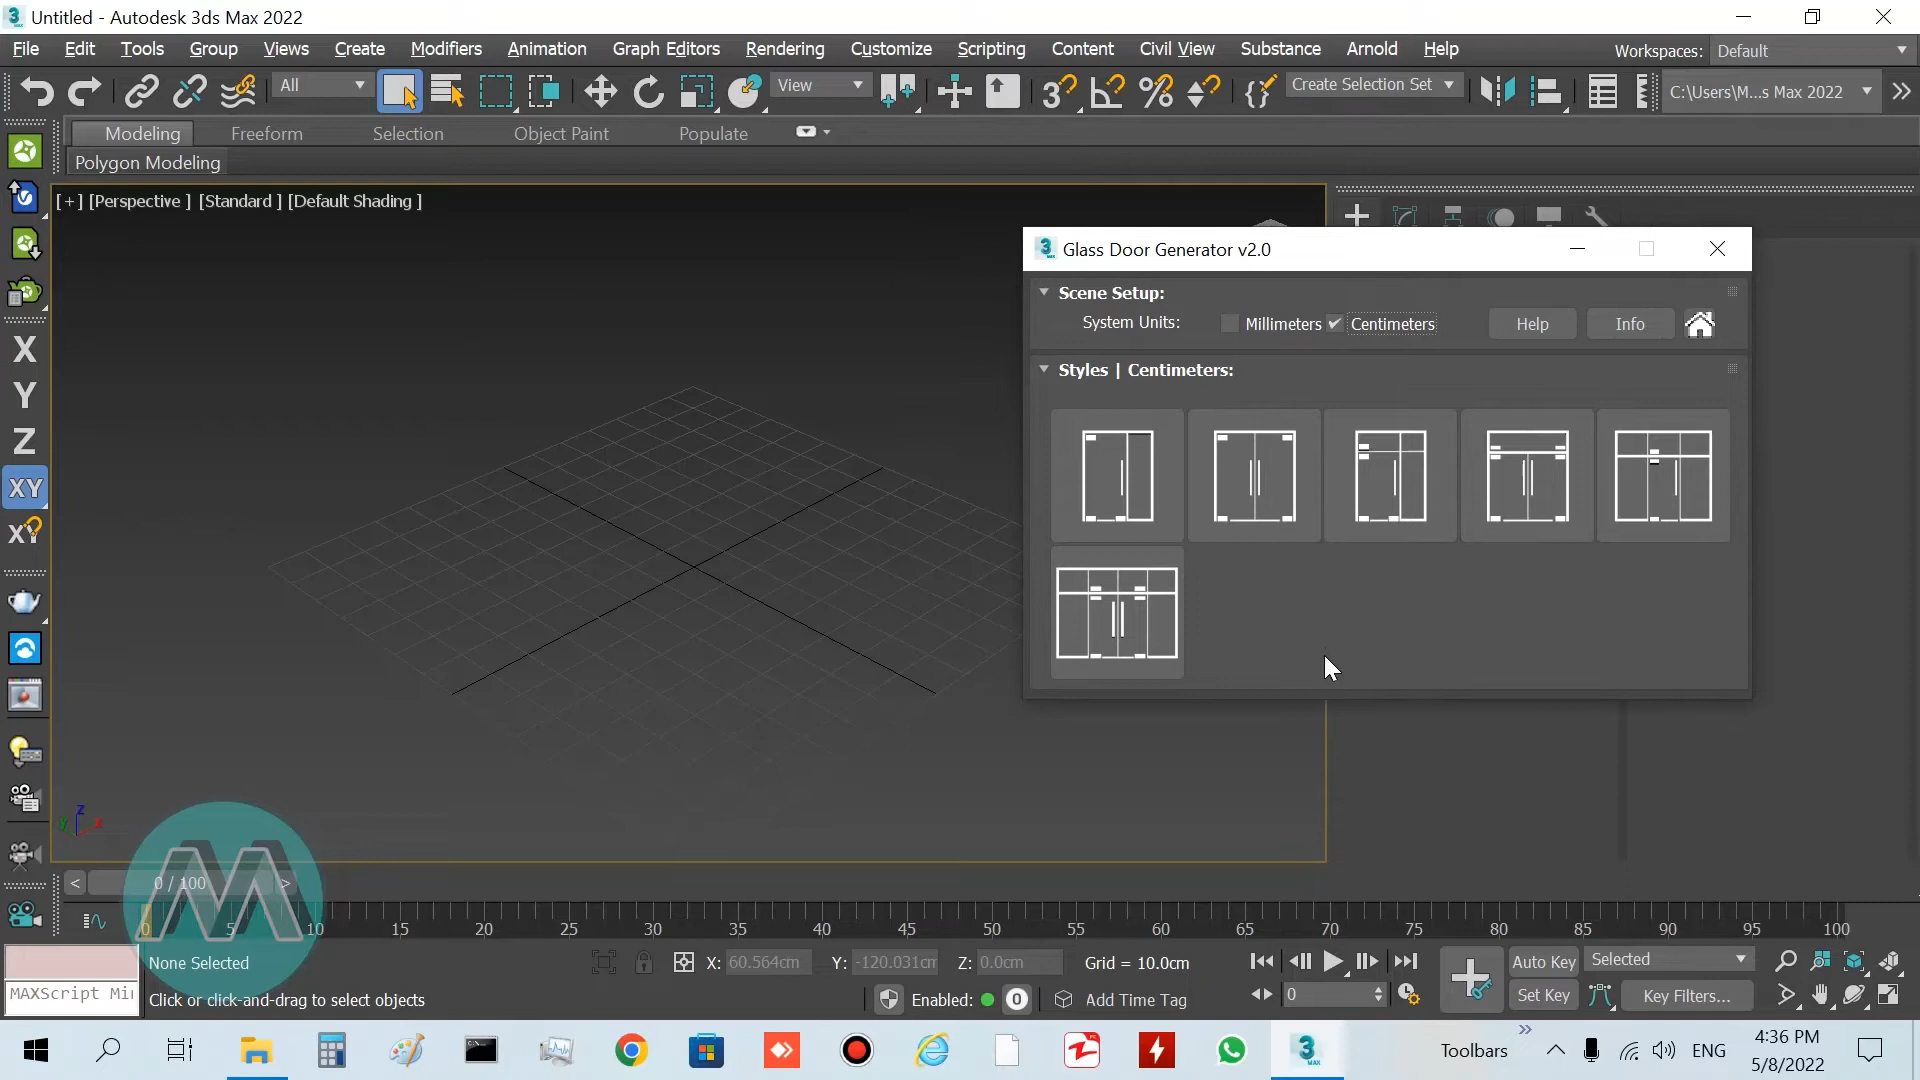 Untitled - Autodesk 3ds Max 2022
File Edit Tools Group Views Create Modifiers Animation Graph Editors Rendering Customize Scripting Content Civil View Substance Arnold Help Workspaces: Default
All View Create Selection Set C:\Users\M...s Max 2022
Modeling Freeform Selection Object Paint Populate
Polygon Modeling
[+] [Perspective ] [Standard ] [Default Shading ]
Glass Door Generator v2.0
Scene Setup:
System Units: Millimeters Centimeters Help Info
Styles | Centimeters:
X
Y
Z
XY
XY
z
y x
< 0 / 100 >
0 5 10 15 20 25 30 35 40 45 50 55 60 65 70 75 80 85 90 95 100
None Selected X: 60.564cm Y: -120.031cm Z: 0.0cm Grid = 10.0cm Auto Key Selected
MAXScript Mi Click or click-and-drag to select objects Enabled: 0 Add Time Tag 0 Set Key Key Filters...
Toolbars ENG 4:36 PM
5/8/2022